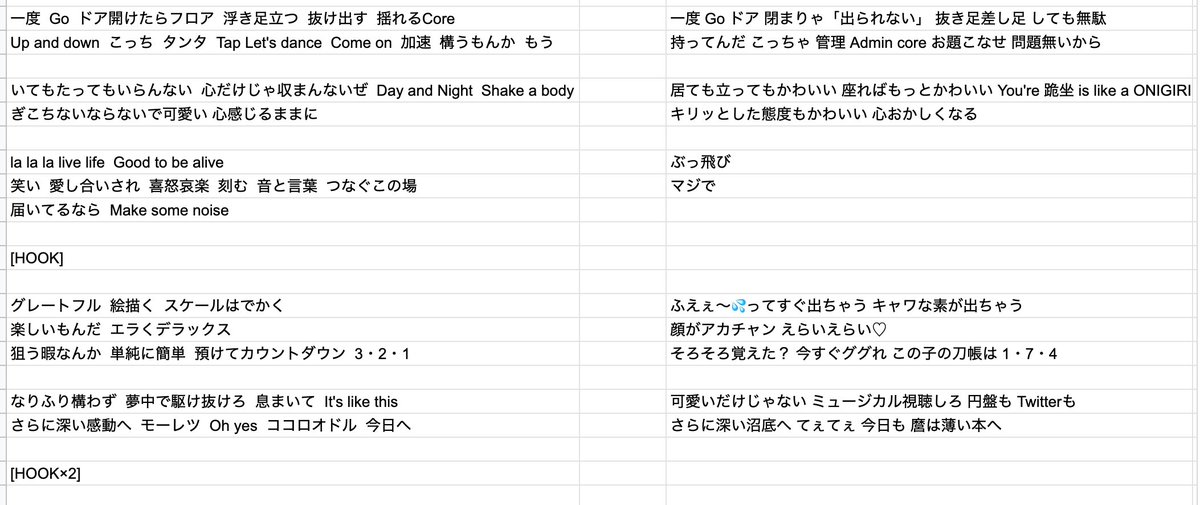 一度 Go ドア開けたらフロア 浮き足立つ 抜け出す 揺れるCore
Up and down こっち タンタ Tap Let's dance Come on 加速 構うもんか もう
いてもたってもいらんない 心だけじゃ収まんないぜ Day and Night Shake a body
ぎこちないならないで可愛い 心感じるままに
la la la live life Good to be alive
笑い 愛し合いされ 喜怒哀楽 刻む 音と言葉 つなぐこの場
届いてるなら Make some noise
[HOOK]
グレートフル 絵描く スケールはでかく
楽しいもんだ エラくデラックス
狙う暇なんか 単純に簡単 預けてカウントダウン 3・2・1
なりふり構わず 夢中で駆け抜けろ 息まいて It's like this
さらに深い感動へ モーレツ Oh yes ココロオドル 今日へ
[HOOK×2]
一度 Go ドア 閉まりゃ「出られない」 抜き足差し足 しても無駄
持ってんだ こっちゃ 管理 Admin core お題こなせ 問題無いから
居ても立ってもかわいい 座ればもっとかわいい You're 跪坐 is like a ONIGIRI
キリッとした態度もかわいい 心おかしくなる
ぶっ飛び
マジで
ふえぇ〜💦ってすぐ出ちゃう キャワな素が出ちゃう
顔がアカチャン えらいえらい♡
そろそろ覚えた？ 今すぐググれ この子の刀帳は 1・7・4
可愛いだけじゃない ミュージカル視聴しろ 円盤も Twitterも
さらに深い沼底へ てぇてぇ 今日も 麿は薄い本へ